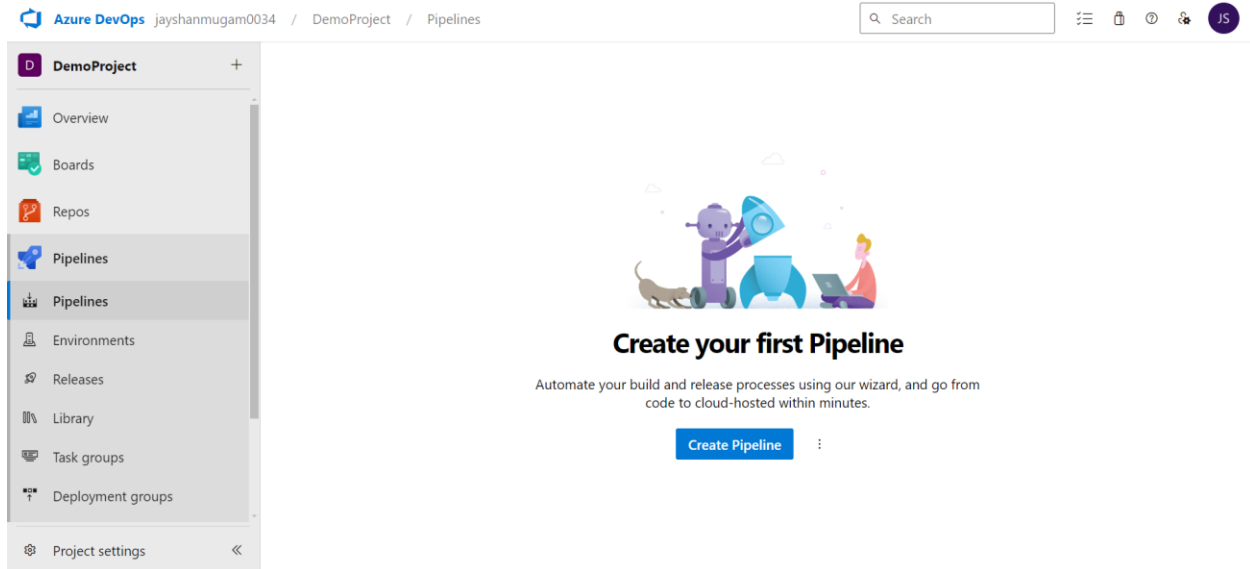 Azure DevOps jayshanmugam0034 / DemoProject / Pipelines
Search
JS
D DemoProject +
Overview
Boards
Repos
Pipelines
Pipelines
Environments
Releases
Library
Task groups
Deployment groups
Project settings
Create your first Pipeline
Automate your build and release processes using our wizard, and go from
code to cloud-hosted within minutes.
Create Pipeline